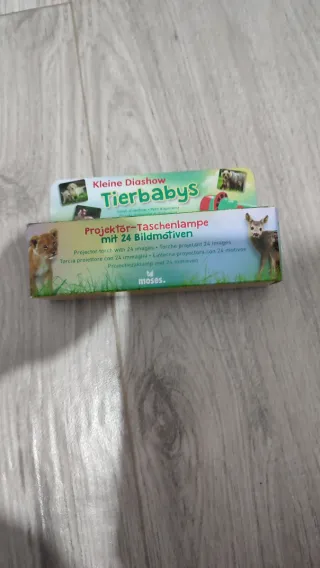 Kleine Diashow
Tierbabys
Projektor-Taschenlampe
mit 24 Bildmotiven
Projector torch with 24 images • Torche projetant 24 images
Torcia proiettore con 24 immagini • Linterna proyectora con 24 motivos
moses.